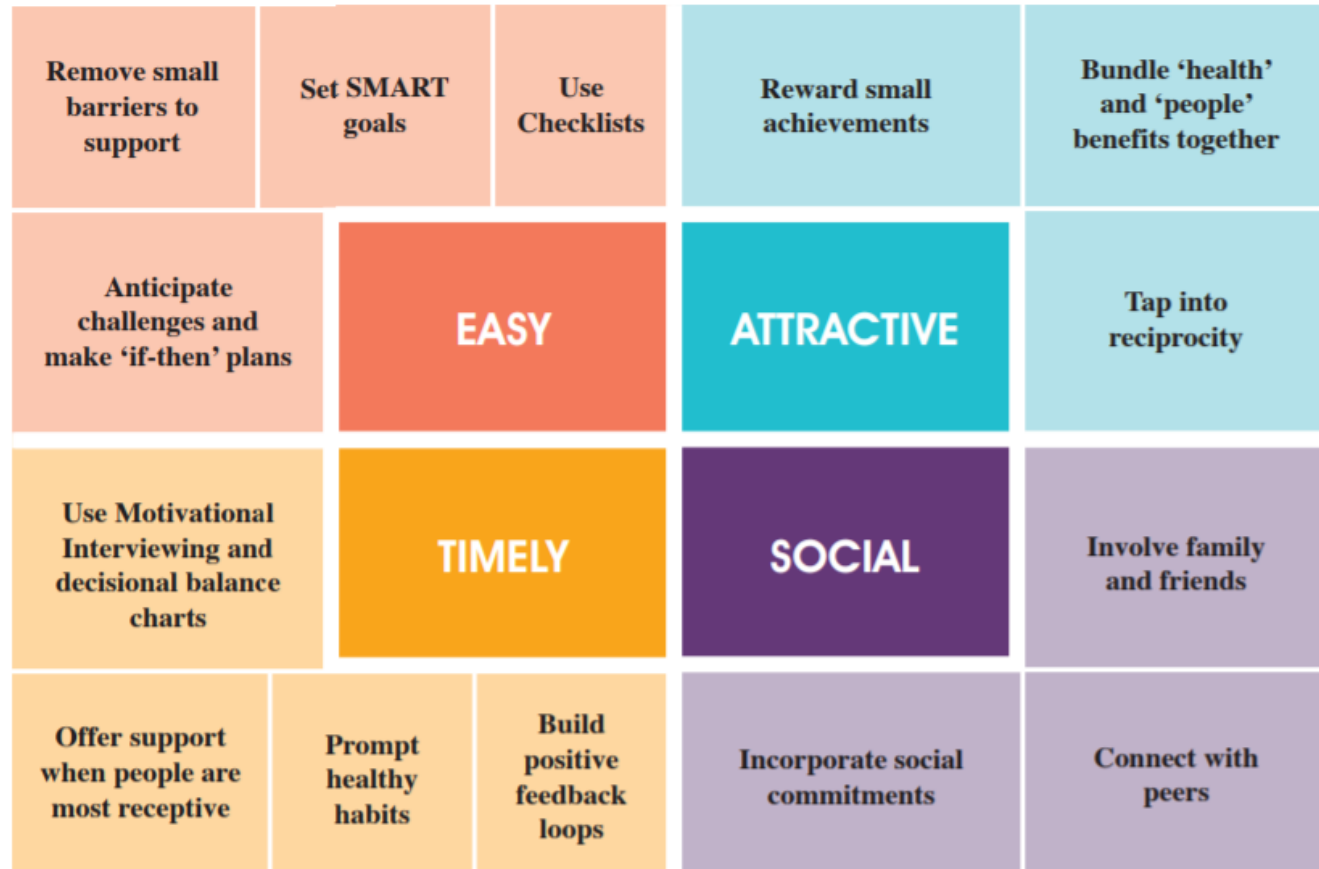 Remove small
barriers to
support
Set SMART
goals
Use
Checklists
Reward small
achievements
Bundle ‘health’
and ‘people’
benefits together
Anticipate
challenges and
make ‘if-then’ plans
EASY
ATTRACTIVE
Tap into
reciprocity
Use Motivational
Interviewing and
decisional balance
charts
TIMELY
SOCIAL
Involve family
and friends
Offer support
when people are
most receptive
Prompt
healthy
habits
Build
positive
feedback
loops
Incorporate social
commitments
Connect with
peers